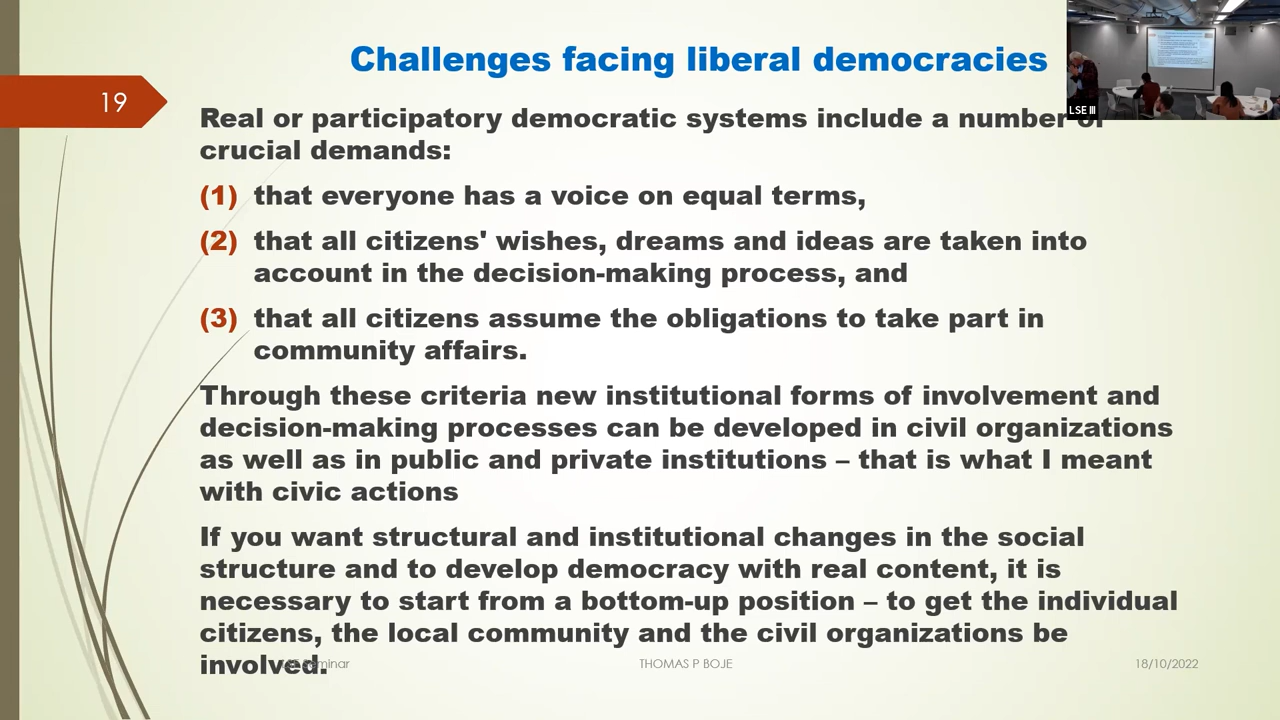 Challenges facing liberal democracies
19
LSE III
Real or participatory democratic systems include a number of
crucial demands:
(1) that everyone has a voice on equal terms,
(2) that all citizens' wishes, dreams and ideas are taken into
account in the decision-making process, and
(3) that all citizens assume the obligations to take part in
community affairs.
Through these criteria new institutional forms of involvement and
decision-making processes can be developed in civil organizations
as well as in public and private institutions – that is what I meant
with civic actions
If you want structural and institutional changes in the social
structure and to develop democracy with real content, it is
necessary to start from a bottom-up position – to get the individual
citizens, the local community and the civil organizations be
involved.
Seminar THOMAS P BOJE 18/10/2022